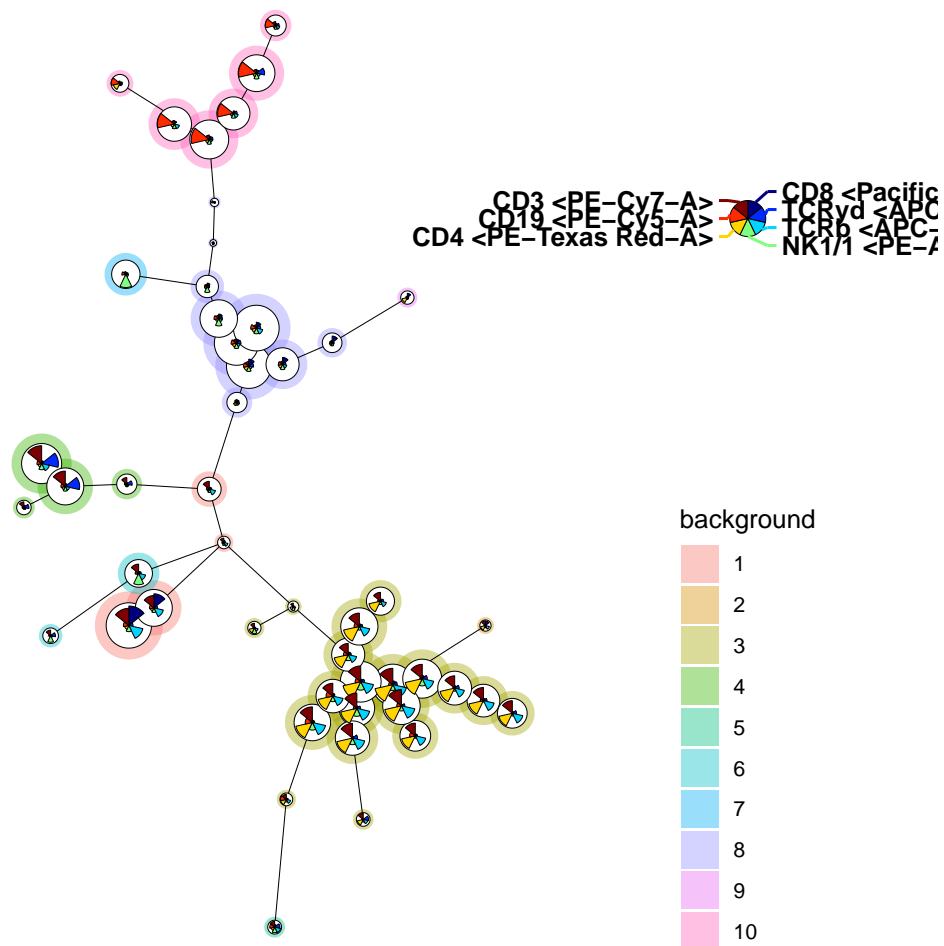 CD3 <PE−Cy7−A>
CD19 <PE−Cy5−A>
CD4 <PE−Texas Red−A>
CD8 <Pacific
TCRyd <APC
TCRb <APC−
NK1/1 <PE−A
background
1
2
3
4
5
6
7
8
9
10